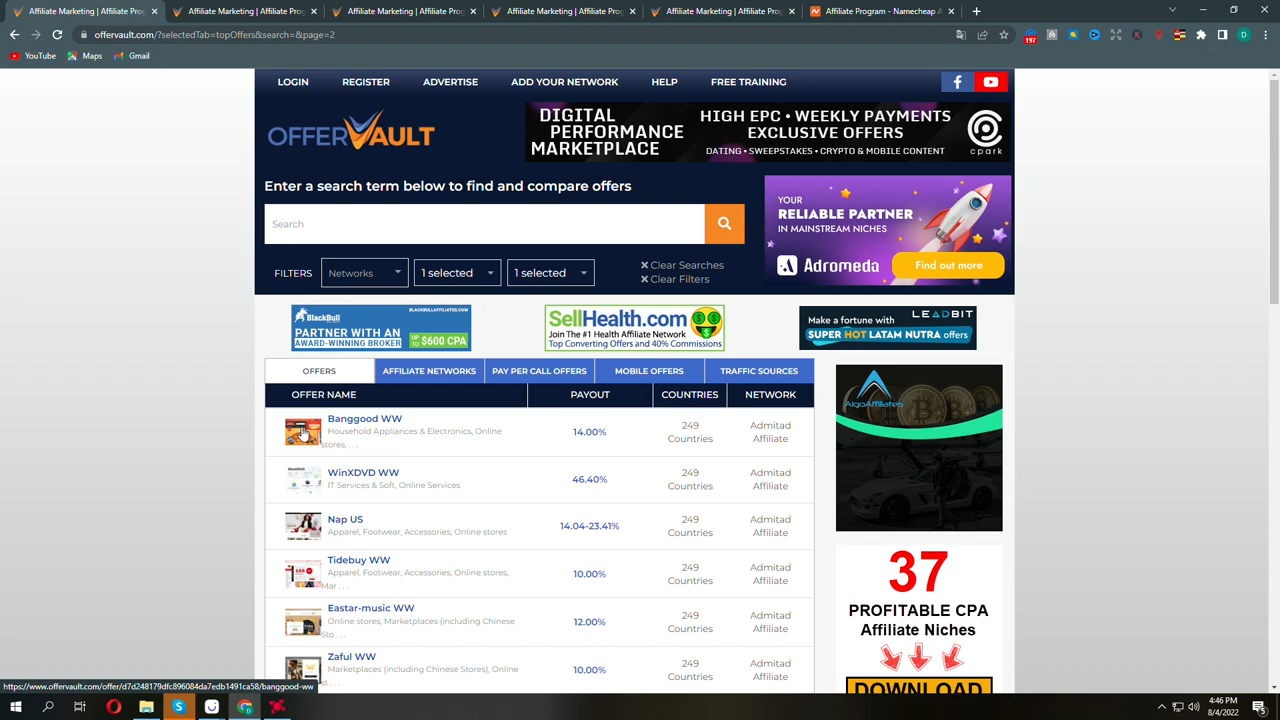 Affiliate Marketing | Affiliate Prog
Affiliate Marketing | Affiliate Prog
Affiliate Marketing | Affiliate Prog
Affiliate Marketing | Affiliate Prog
Affiliate Marketing | Affiliate Prog
Affiliate Program - Namecheap A
offervault.com/?selectedTab=topOffers&search=&page=2
197
D
YouTube
Maps
Gmail
LOGIN
REGISTER
ADVERTISE
ADD YOUR NETWORK
HELP
FREE TRAINING
OFFERVAULT
DIGITAL
PERFORMANCE
MARKETPLACE
HIGH EPC • WEEKLY PAYMENTS
EXCLUSIVE OFFERS
DATING • SWEEPSTAKES • CRYPTO & MOBILE CONTENT
cpark
Enter a search term below to find and compare offers
Search
FILTERS
Networks
1 selected
1 selected
Clear Searches
Clear Filters
YOUR
RELIABLE PARTNER
IN MAINSTREAM NICHES
Adromeda
Find out more
BlackBull
BLACKBULLAFFILIATES.COM
PARTNER WITH AN
AWARD-WINNING BROKER
UP TO $600 CPA
SellHealth.com
Join The #1 Health Affiliate Network
Top Converting Offers and 40% Commissions
Make a fortune with
LEADBIT
SUPER HOT LATAM NUTRA offers
OFFERS
AFFILIATE NETWORKS
PAY PER CALL OFFERS
MOBILE OFFERS
TRAFFIC SOURCES
OFFER NAME
PAYOUT
COUNTRIES
NETWORK
Banggood WW
Household Appliances & Electronics, Online
stores, . . .
14.00%
249
Countries
Admitad
Affiliate
WinXDVD WW
IT Services & Soft, Online Services
46.40%
249
Countries
Admitad
Affiliate
Nap US
Apparel, Footwear, Accessories, Online stores
14.04-23.41%
249
Countries
Admitad
Affiliate
Tidebuy WW
Apparel, Footwear, Accessories, Online stores,
Mar . . .
10.00%
249
Countries
Admitad
Affiliate
Eastar-music WW
Online stores, Marketplaces (including Chinese
Sto . . .
12.00%
249
Countries
Admitad
Affiliate
Zaful WW
Marketplaces (including Chinese Stores), Online
st . . .
10.00%
249
Countries
Admitad
Affiliate
AlgoAffiliates
37
PROFITABLE CPA
Affiliate Niches
DOWNLOAD
https://www.offervault.com/offer/d7d248179dfc896084da7edb1491ca58/banggood-ww
4:46 PM
8/4/2022
5